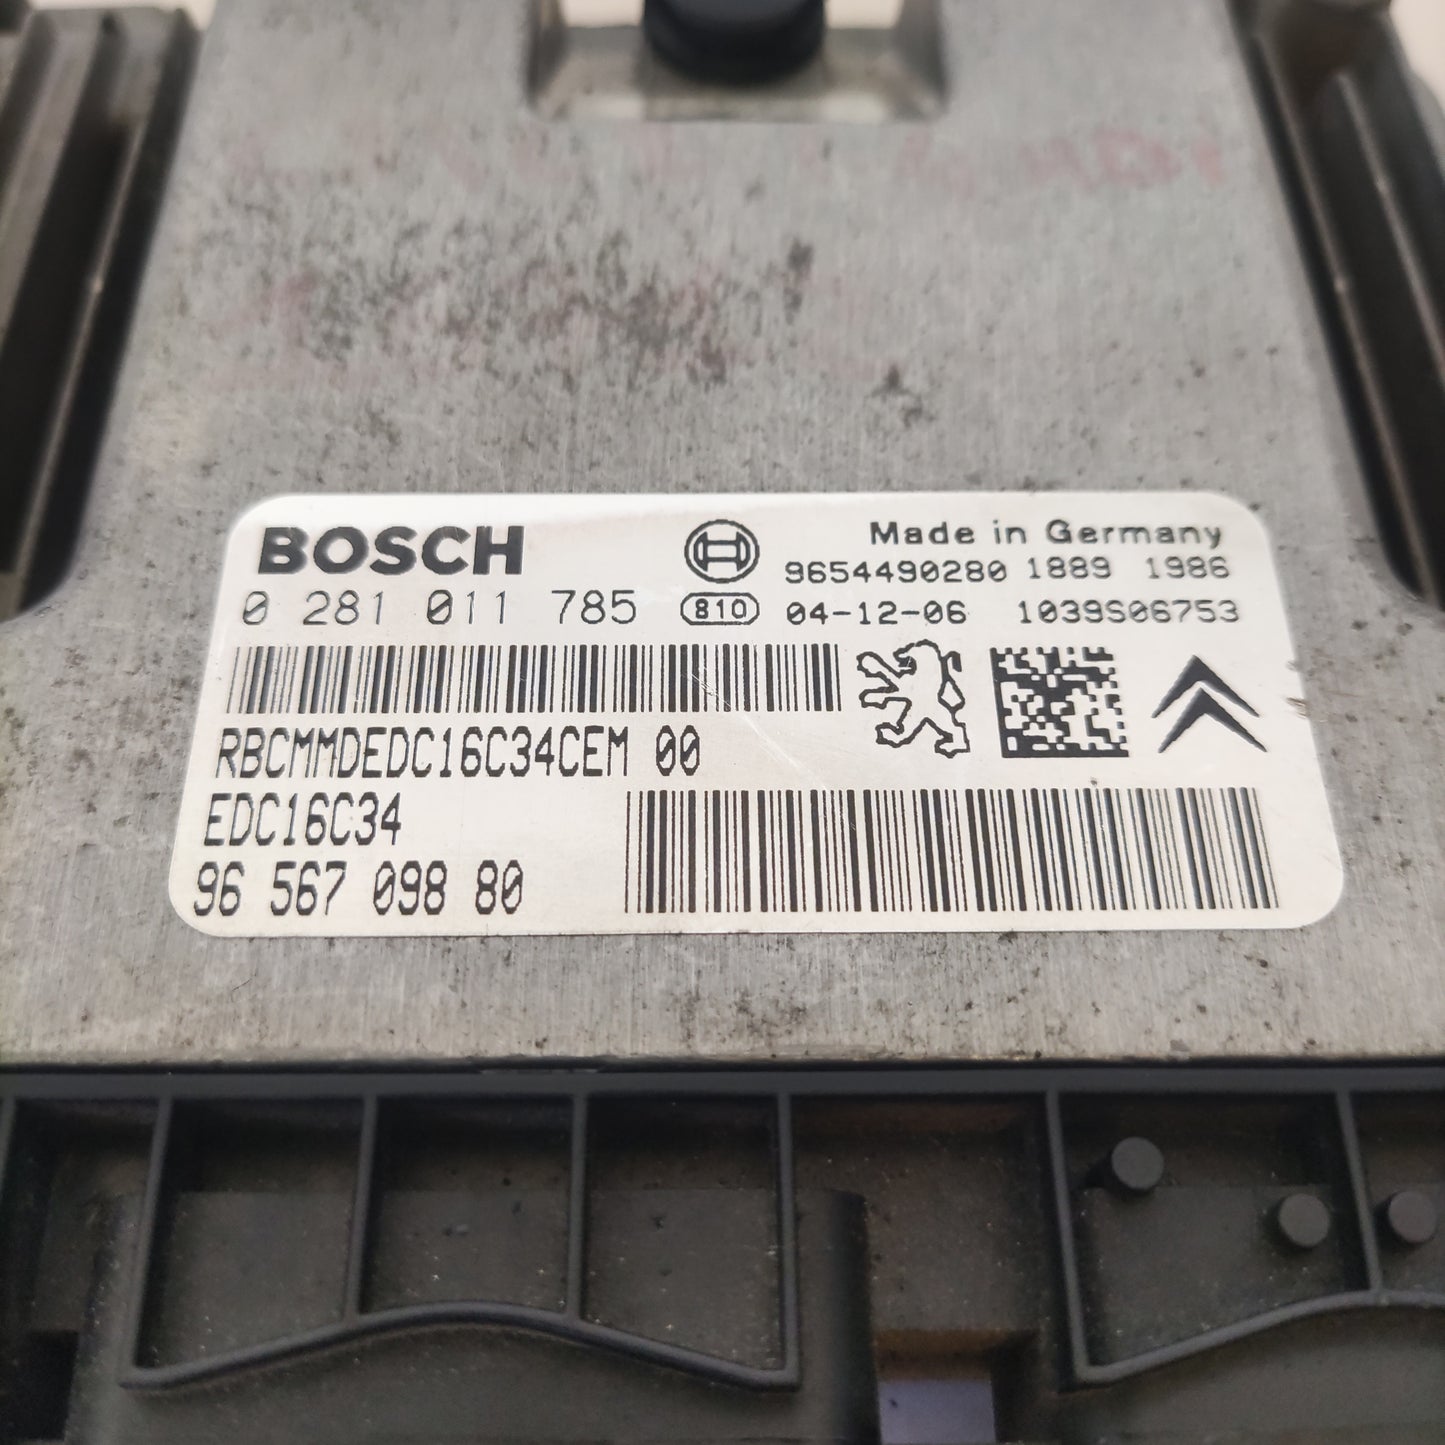 BOSCH Made in Germany
9654490280 1889 1986
0 281 011 785 810 04-12-06 1039S06753
RBCMMDEDC16C34CEM 00
EDC16C34
96 567 098 80